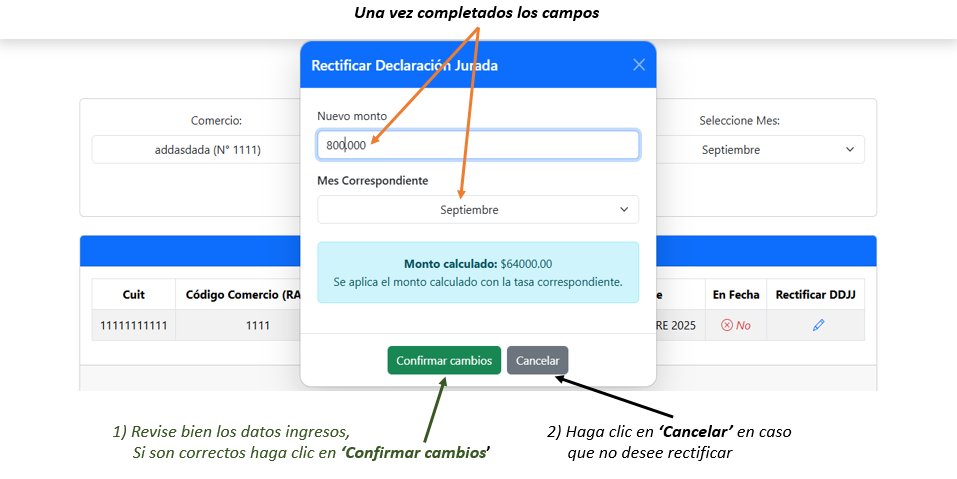 Una vez completados los campos
Rectificar Declaración Jurada
Nuevo monto
800.000
Mes Correspondiente
Septiembre
Monto calculado: $64000.00
Se aplica el monto calculado con la tasa correspondiente.
Confirmar cambios Cancelar
Comercio:
addasdada (N° 1111)
Seleccione Mes:
Septiembre
Cuit Código Comercio (RA e En Fecha Rectificar DDJJ
11111111111 1111 RE 2025 No
1) Revise bien los datos ingresos,
Si son correctos haga clic en ‘Confirmar cambios’
2) Haga clic en ‘Cancelar’ en caso
que no desee rectificar